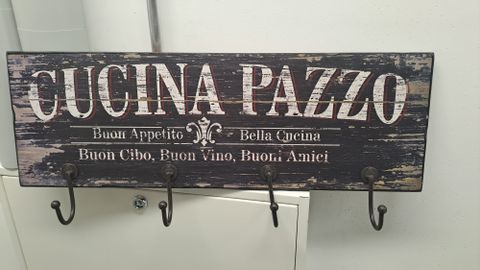 CUCINA PAZZO
Buon Appetito Bella Cucina
Buon Cibo, Buon Vino, Buoni Amici